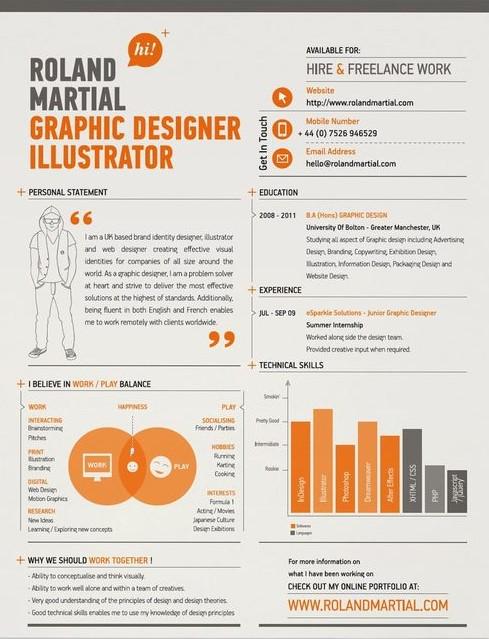 hi!
ROLAND
MARTIAL
GRAPHIC DESIGNER
ILLUSTRATOR
AVAILABLE FOR:
HIRE & FREELANCE WORK
Get In Touch
Website
http://www.rolandmartial.com
Mobile Number
+ 44 (0) 7526 946529
Email Address
hello@rolandmartial.com
PERSONAL STATEMENT
I am a UK based brand identity designer, illustrator
and web designer creating effective visual
identities for companies of all size around the
world. As a graphic designer, I am a problem solver
at heart and strive to deliver the most effective
solutions at the highest of standards. Additionally,
being fluent in both English and French enables
me to work remotely with clients worldwide.
EDUCATION
2008 - 2011
B.A (Hons) GRAPHIC DESIGN
University Of Bolton - Greater Manchester, UK
Studying all aspect of Graphic design including Advertising
Design, Branding, Copywriting, Exhibition Design,
Illustration, Information Design, Packaging Design and
Website Design.
EXPERIENCE
JUL - SEP 09
eSparkle Solutions - Junior Graphic Designer
Summer Internship
Worked along side the design team.
Provided creative input when required.
I BELIEVE IN WORK / PLAY BALANCE
WORK
HAPPINESS
PLAY
INTERACTING
Brainstorming
Pitches
PRINT
Illustration
Branding
DIGITAL
Web Design
Motion Graphics
RESEARCH
New Ideas
Learning / Exploring new concepts
WORK
PLAY
SOCIALISING
Friends / Parties
HOBBIES
Running
Karting
Cooking
INTERESTS
Formula 1
Acting / Movies
Japanese Culture
Design Exibitions
TECHNICAL SKILLS
Smokin'
Pretty Good
Intermediate
Rookie
InDesign
Illustrator
Photoshop
Dreamweaver
After Effects
XHTML / CSS
PHP
Javascript
/jQuery
Softwares
Languages
WHY WE SHOULD WORK TOGETHER !
- Ability to conceptualise and think visually.
- Ability to work well alone and within a team of creatives.
- Very good understanding of the principles of design and design theories.
- Good technical skills enables me to use my knowledge of design principles
For more information on
what I have been working on
CHECK OUT MY ONLINE PORTFOLIO AT:
WWW.ROLANDMARTIAL.COM